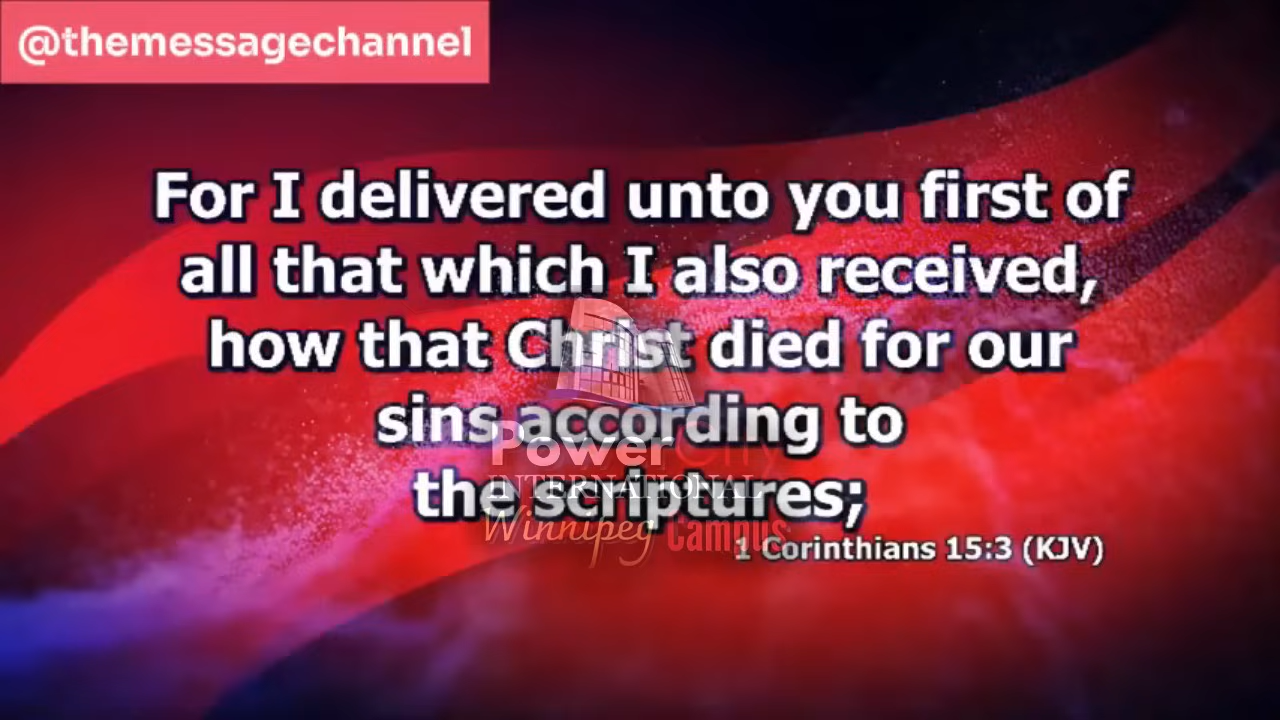 @themessagechannel
For I delivered unto you first of
all that which I also received,
how that Christ died for our
sins according to
the scriptures;
1 Corinthians 15:3 (KJV)
PowerCity
INTERNATIONAL
Winnipeg Campus